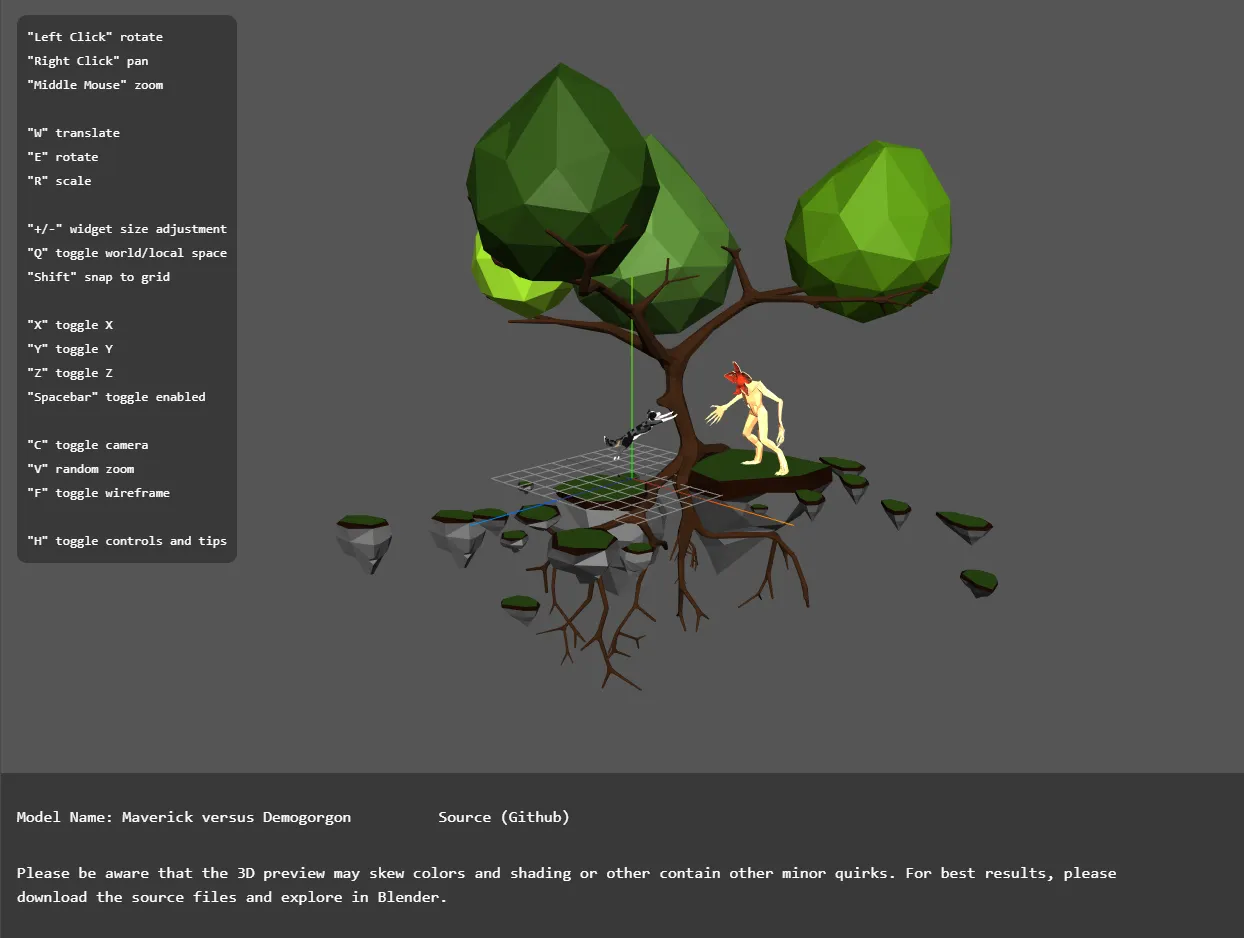 "Left Click" rotate
"Right Click" pan
"Middle Mouse" zoom
"W" translate
"E" rotate
"R" scale
"+/-" widget size adjustment
"Q" toggle world/local space
"Shift" snap to grid
"X" toggle X
"Y" toggle Y
"Z" toggle Z
"Spacebar" toggle enabled
"C" toggle camera
"V" random zoom
"F" toggle wireframe
"H" toggle controls and tips
Model Name: Maverick versus Demogorgon
Source (Github)
Please be aware that the 3D preview may skew colors and shading or other contain other minor quirks. For best results, please
download the source files and explore in Blender.